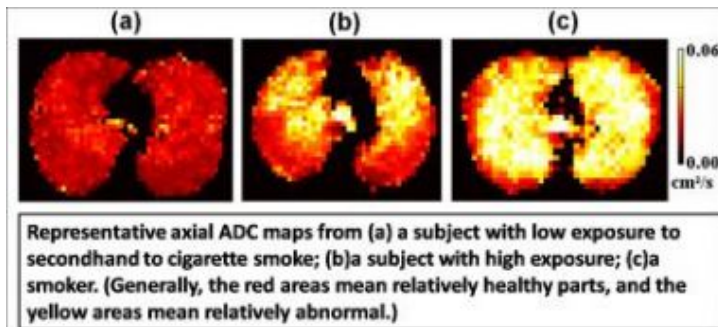 (a) (b) (c)
0.06
0.00
cm²/s
Representative axial ADC maps from (a) a subject with low exposure to
secondhand to cigarette smoke; (b)a subject with high exposure; (c)a
smoker. (Generally, the red areas mean relatively healthy parts, and the
yellow areas mean relatively abnormal.)